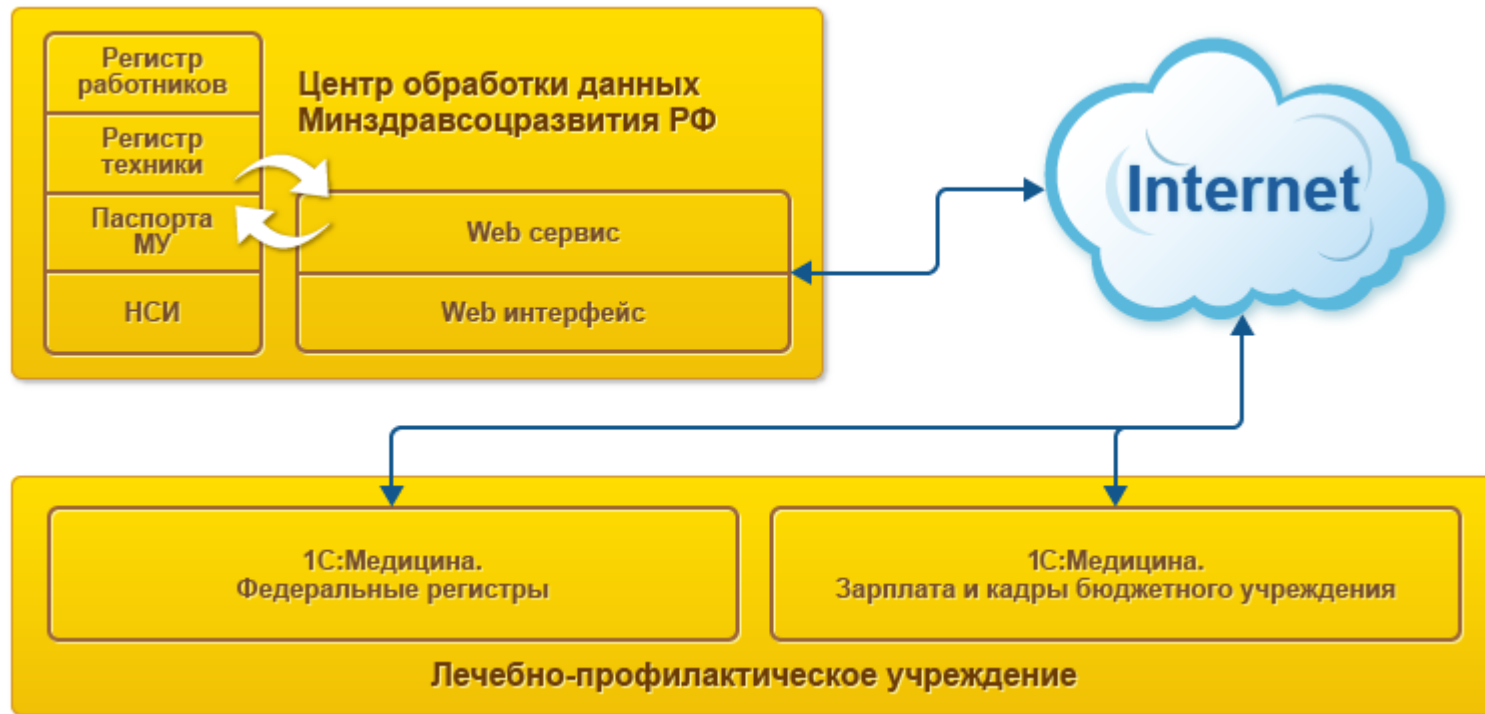 Регистр
работников
Регистр
техники
Паспорта
МУ
НСИ
Центр обработки данных
Минздравсоцразвития РФ
Web сервис
Web интерфейс
Internet
1С:Медицина.
Федеральные регистры
1С:Медицина.
Зарплата и кадры бюджетного учреждения
Лечебно-профилактическое учреждение